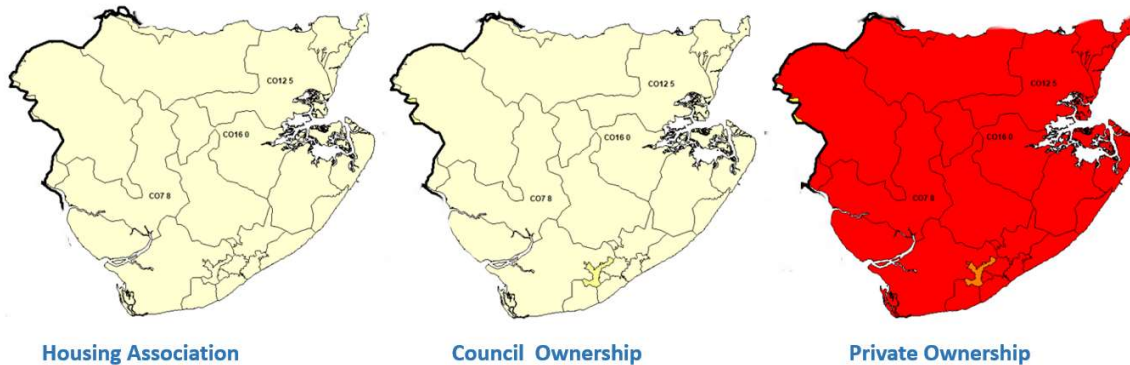 CO12 5
CO16 0
CO7 8
Housing Association
CO12 5
CO16 0
CO7 8
Council Ownership
CO12 5
CO16 0
CO7 8
Private Ownership